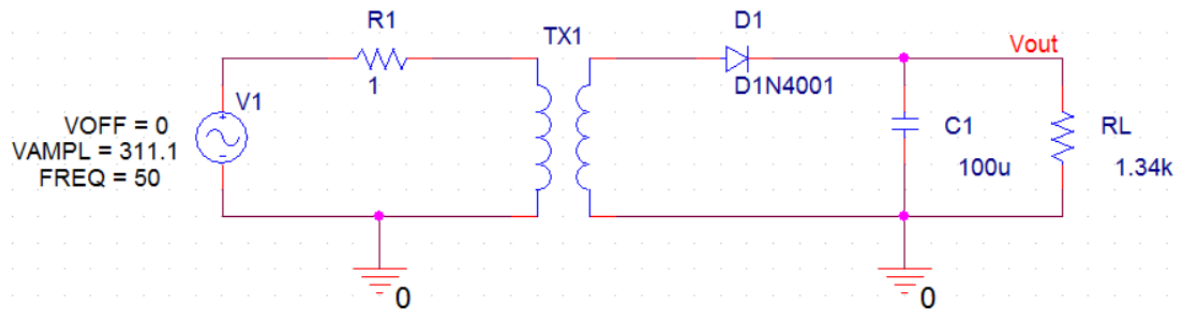 R1
1
TX1
D1
D1N4001
Vout
V1
VOFF = 0
VAMPL = 311.1
FREQ = 50
C1
100u
RL
1.34k
0
0